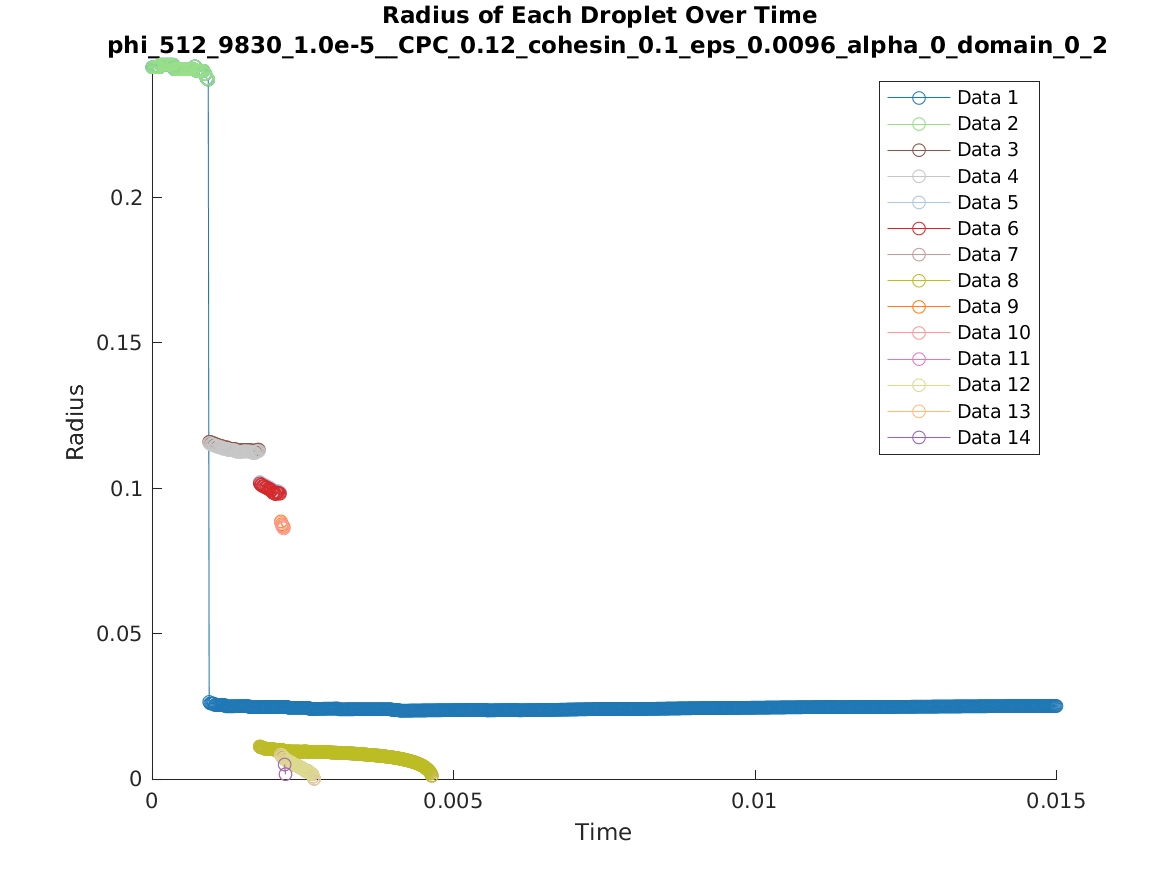 Radius of Each Droplet Over Time
phi_512_9830_1.0e-5__CPC_0.12_cohesin_0.1_eps_0.0096_alpha_0_domain_0_2
Data 1
Data 2
Data 3
Data 4
Data 5
Data 6
Data 7
Data 8
Data 9
Data 10
Data 11
Data 12
Data 13
Data 14
0.2
0.15
0.1
0.05
0
Radius
0
0.005
0.01
0.015
Time